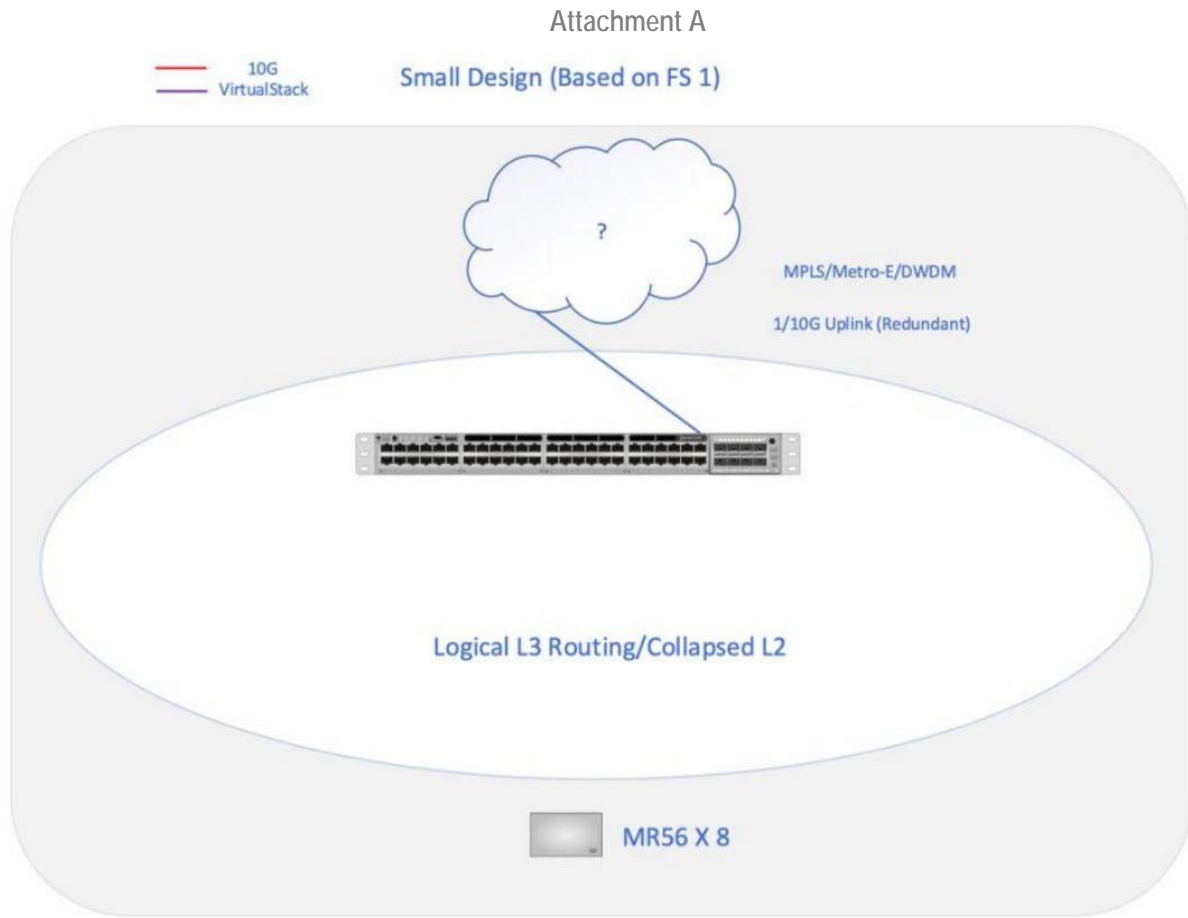 Attachment A
10G
VirtualStack
Small Design (Based on FS 1)
?
MPLS/Metro-E/DWDM
1/10G Uplink (Redundant)
Logical L3 Routing/Collapsed L2
MR56 X 8